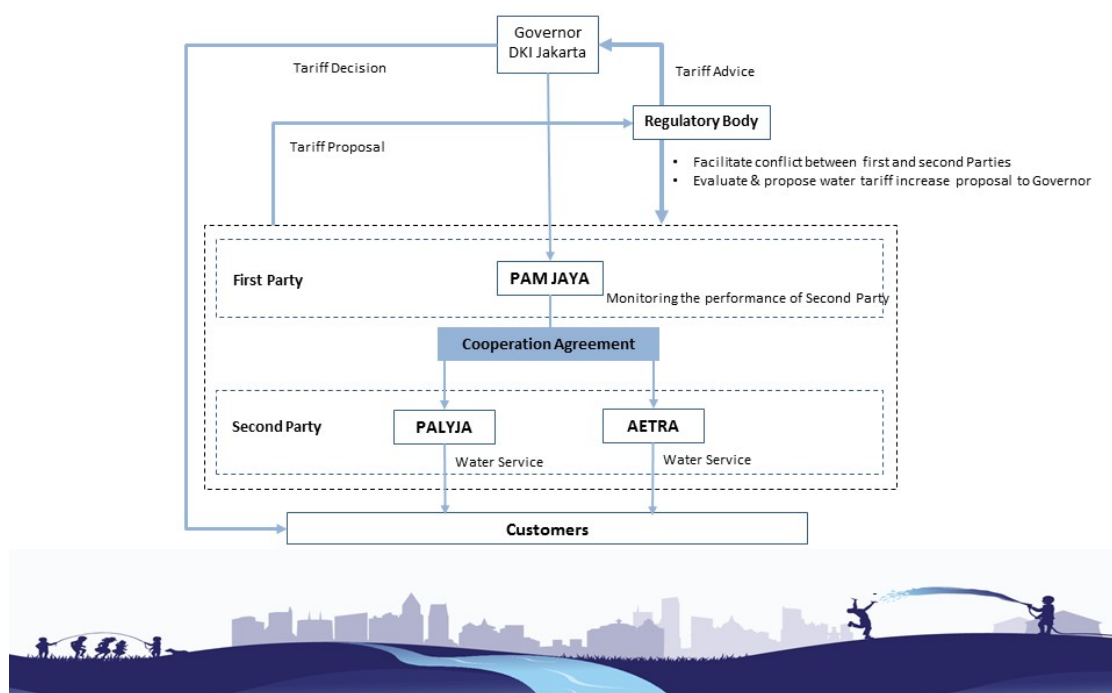 Governor
DKI Jakarta
Tariff Decision
Tariff Advice
Regulatory Body
Tariff Proposal
• Facilitate conflict between first and second Parties
• Evaluate & propose water tariff increase proposal to Governor
First Party
PAM JAYA
Monitoring the performance of Second Party
Cooperation Agreement
Second Party
PALYJA
AETRA
Water Service
Water Service
Customers